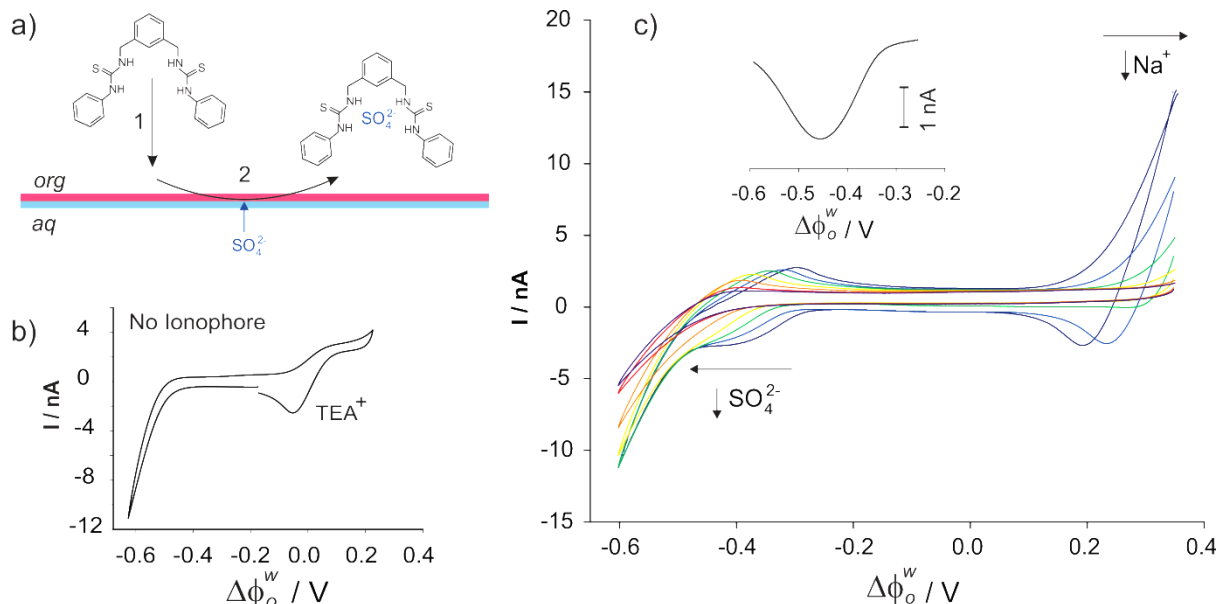 a)
S
NH
HN
S
HN
NH
1
S
NH
HN
S
HN
NH
SO₄²⁻
2
org
aq
SO₄²⁻
b)
No Ionophore
I / nA
4
0
-4
-8
-12
TEA⁺
-0.6
-0.4
-0.2
0.0
0.2
0.4
Δϕₒʷ / V
c)
I / nA
20
15
10
5
0
-5
-10
-15
Na⁺
1 nA
-0.6
-0.5
-0.4
-0.3
-0.2
Δϕₒʷ / V
SO₄²⁻
-0.6
-0.4
-0.2
0.0
0.2
0.4
Δϕₒʷ / V